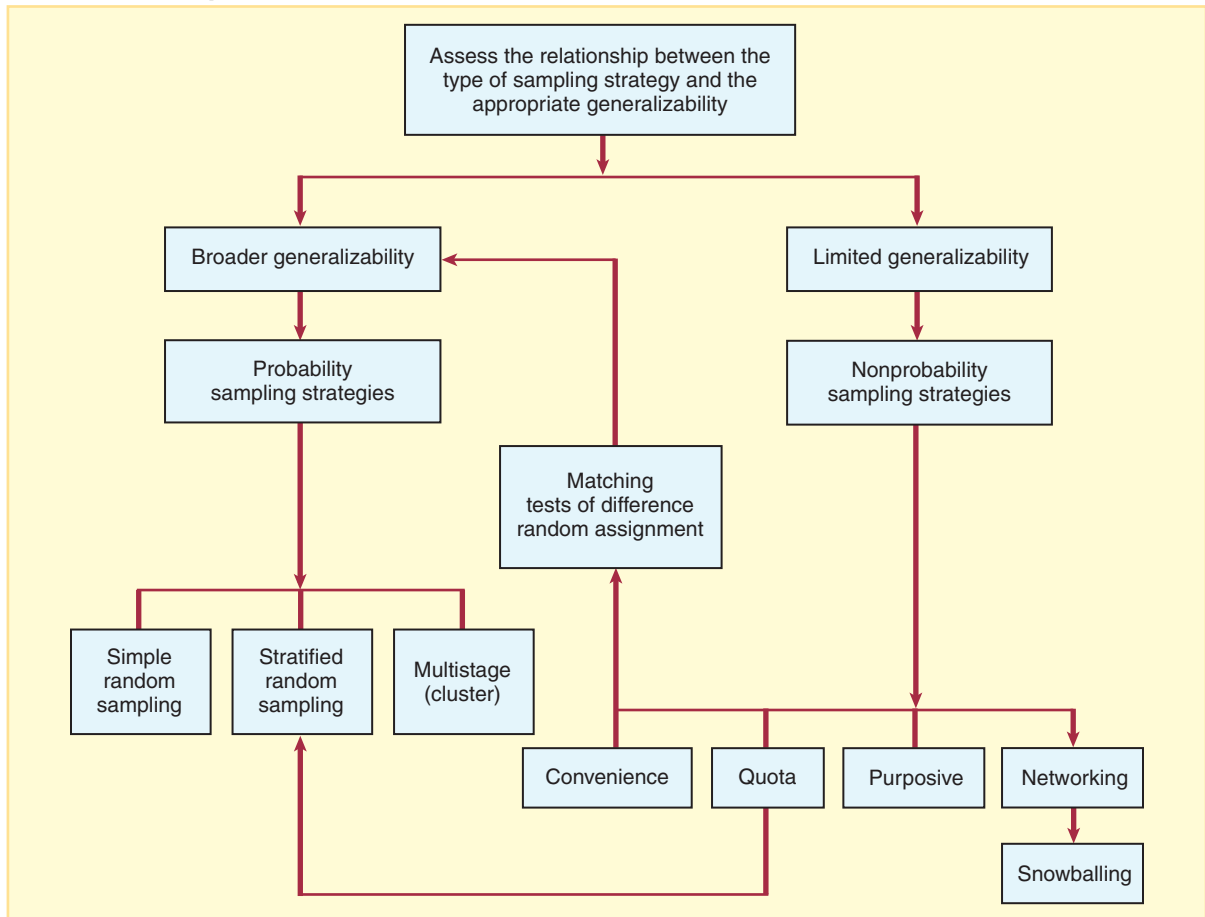 Assess the relationship between the
type of sampling strategy and the
appropriate generalizability
Broader generalizability
Limited generalizability
Probability
sampling strategies
Nonprobability
sampling strategies
Matching
tests of difference
random assignment
Simple
random
sampling
Stratified
random
sampling
Multistage
(cluster)
Convenience
Quota
Purposive
Networking
Snowballing